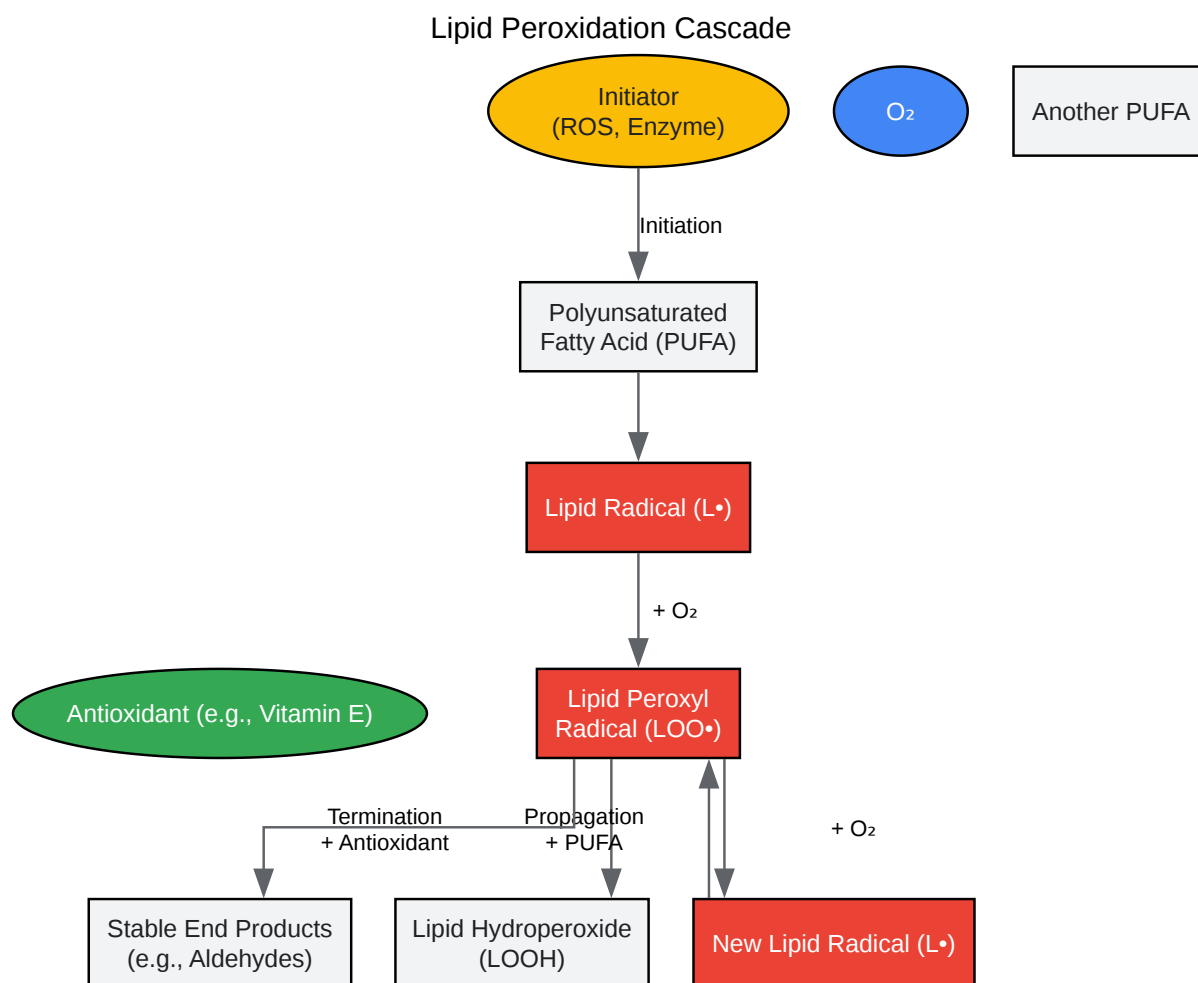 Lipid Peroxidation Cascade
Initiator
(ROS, Enzyme)
O₂
Another PUFA
Initiation
Polyunsaturated
Fatty Acid (PUFA)
Lipid Radical (L•)
+ O₂
Antioxidant (e.g., Vitamin E)
Lipid Peroxyl
Radical (LOO•)
Termination
+ Antioxidant
Propagation
+ PUFA
+ O₂
Stable End Products
(e.g., Aldehydes)
Lipid Hydroperoxide
(LOOH)
New Lipid Radical (L•)